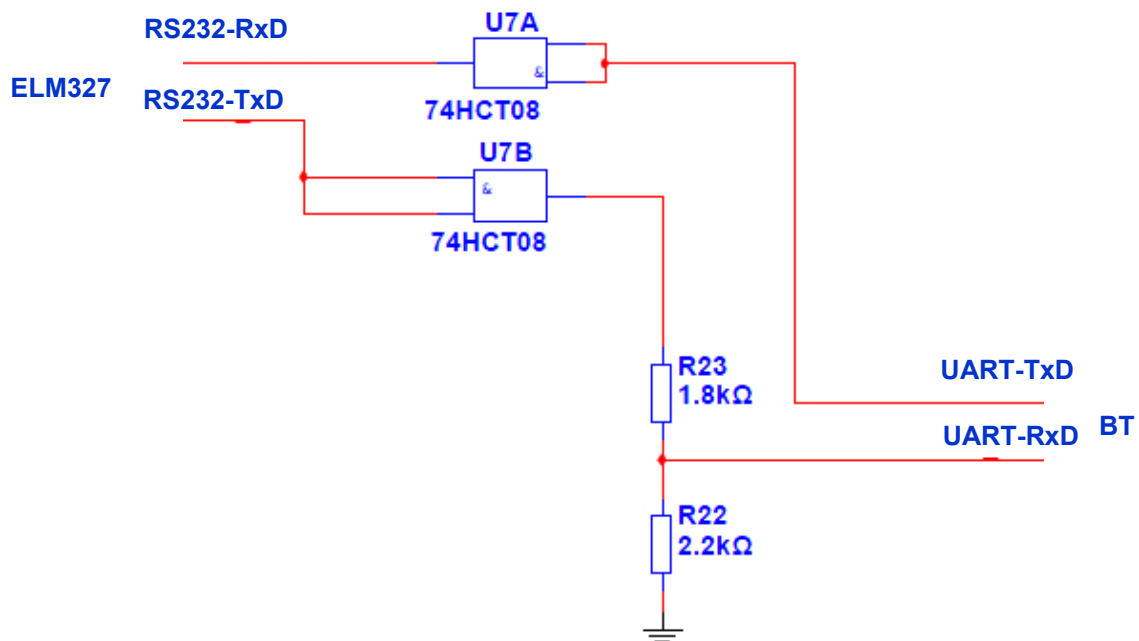 U7A
RS232-RxD
&
ELM327
RS232-TxD
74HCT08
U7B
&
74HCT08
R23
1.8kΩ
UART-TxD
BT
UART-RxD
R22
2.2kΩ